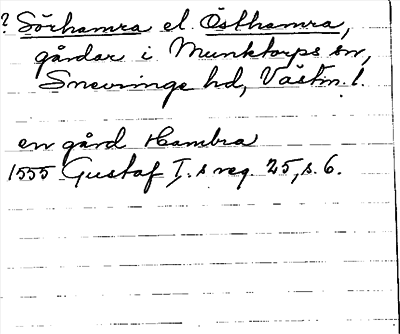 ? Sörhamra el. Östhamra,
gårdar i Munktorps sn,
Snevringe hd, Västm. l.
en gård Hambra
1555 Gustaf I.s reg. 25, s. 6.